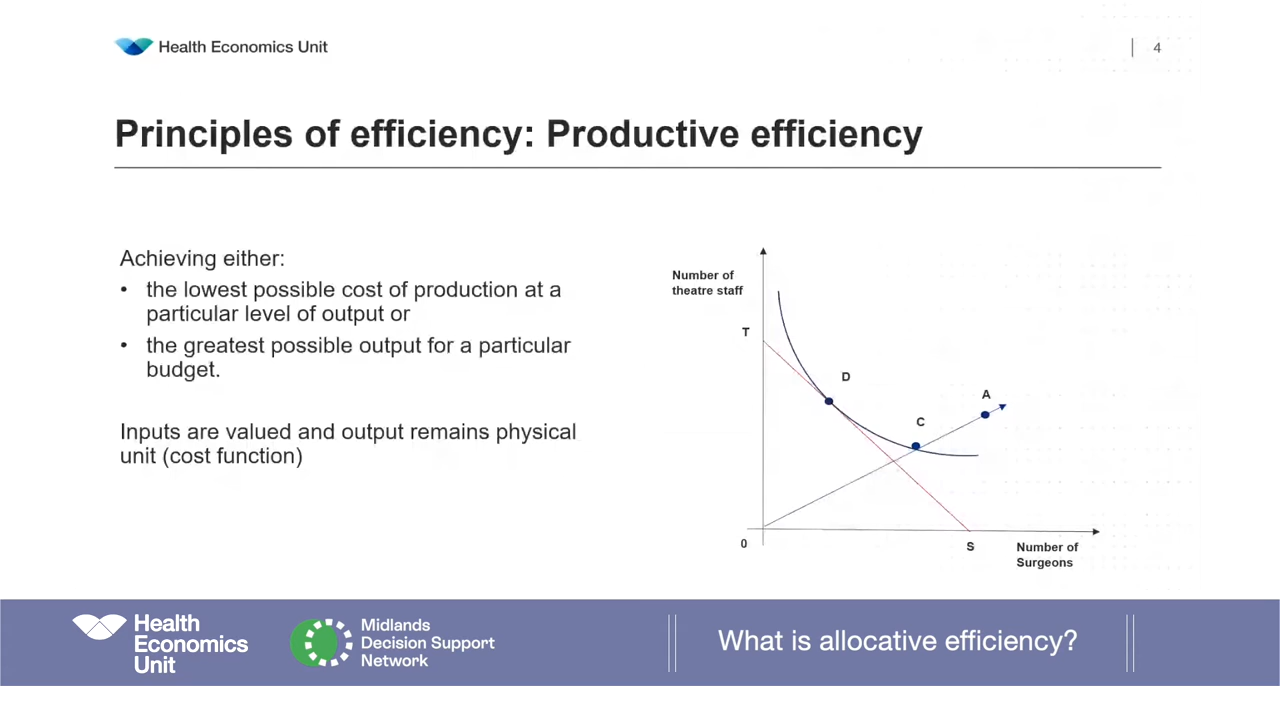 Health Economics Unit
4
Principles of efficiency: Productive efficiency
Achieving either:
• the lowest possible cost of production at a
particular level of output or
• the greatest possible output for a particular
budget.
Inputs are valued and output remains physical
unit (cost function)
Number of
theatre staff
T
D
A
C
0
S
Number of
Surgeons
Health
Economics
Unit
Midlands
Decision Support
Network
What is allocative efficiency?